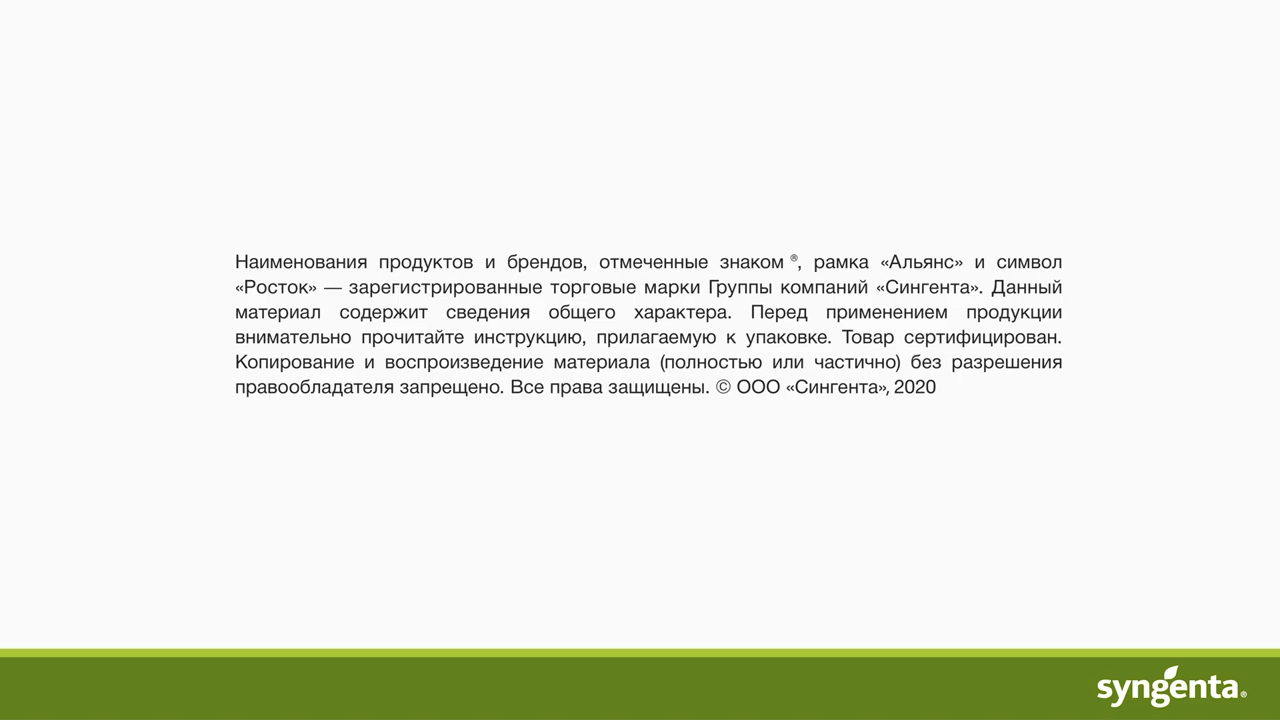 Наименования продуктов и брендов, отмеченные знаком ®, рамка «Альянс» и символ
«Росток» — зарегистрированные торговые марки Группы компаний «Сингента». Данный
материал содержит сведения общего характера. Перед применением продукции
внимательно прочитайте инструкцию, прилагаемую к упаковке. Товар сертифицирован.
Копирование и воспроизведение материала (полностью или частично) без разрешения
правообладателя запрещено. Все права защищены. © ООО «Сингента», 2020
syngenta®